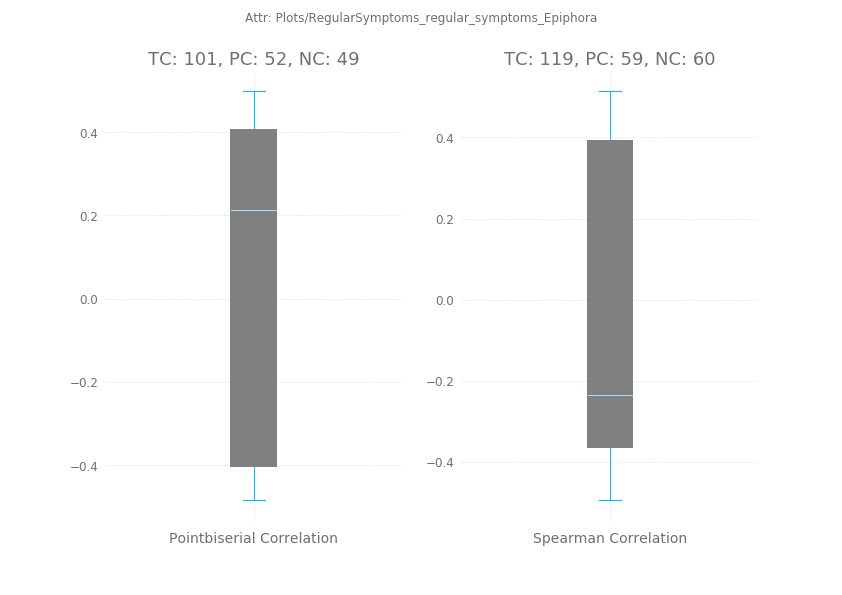 Attr: Plots/RegularSymptoms_regular_symptoms_Epiphora
TC: 101, PC: 52, NC: 49
0.4
0.2
0.0
−0.2
−0.4
Pointbiserial Correlation
TC: 119, PC: 59, NC: 60
0.4
0.2
0.0
−0.2
−0.4
Spearman Correlation